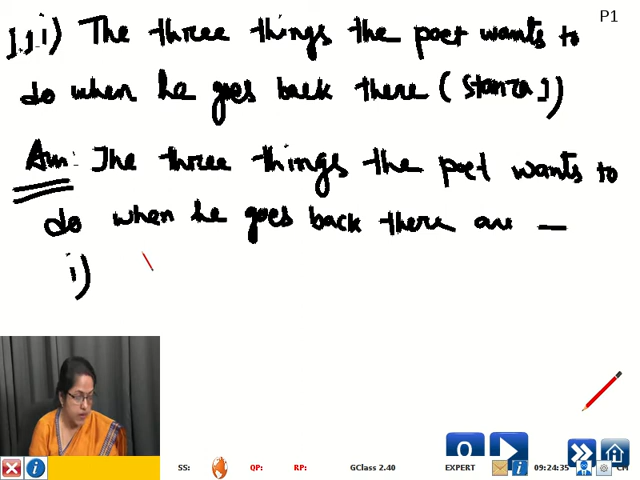 P1
1.1 i) The three things the poet wants to
do when he goes back there (Stanza I)
Ans: The three things the poet wants to
do when he goes back there are —
i)
SS: QP: RP: GClass 2.40 EXPERT 09:24:35 CH